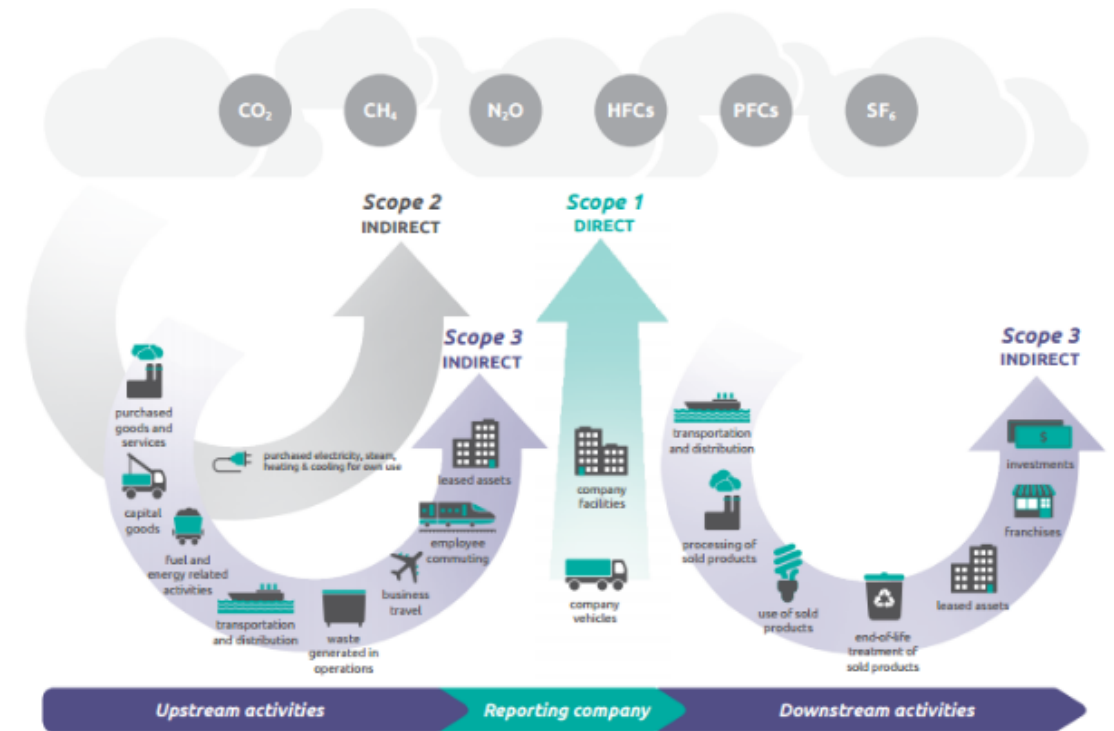 CO₂
CH₄
N₂O
HFCs
PFCs
SF₆
Scope 2
INDIRECT
Scope 1
DIRECT
Scope 3
INDIRECT
Scope 3
INDIRECT
purchased
goods and
services
capital
goods
fuel and
energy related
activities
transportation
and distribution
waste
generated in
operations
business
travel
employee
commuting
leased assets
purchased electricity, steam,
heating & cooling for own use
company
facilities
company
vehicles
transportation
and distribution
processing of
sold products
use of sold
products
end-of-life
treatment of
sold products
leased assets
franchises
investments
$
Upstream activities
Reporting company
Downstream activities